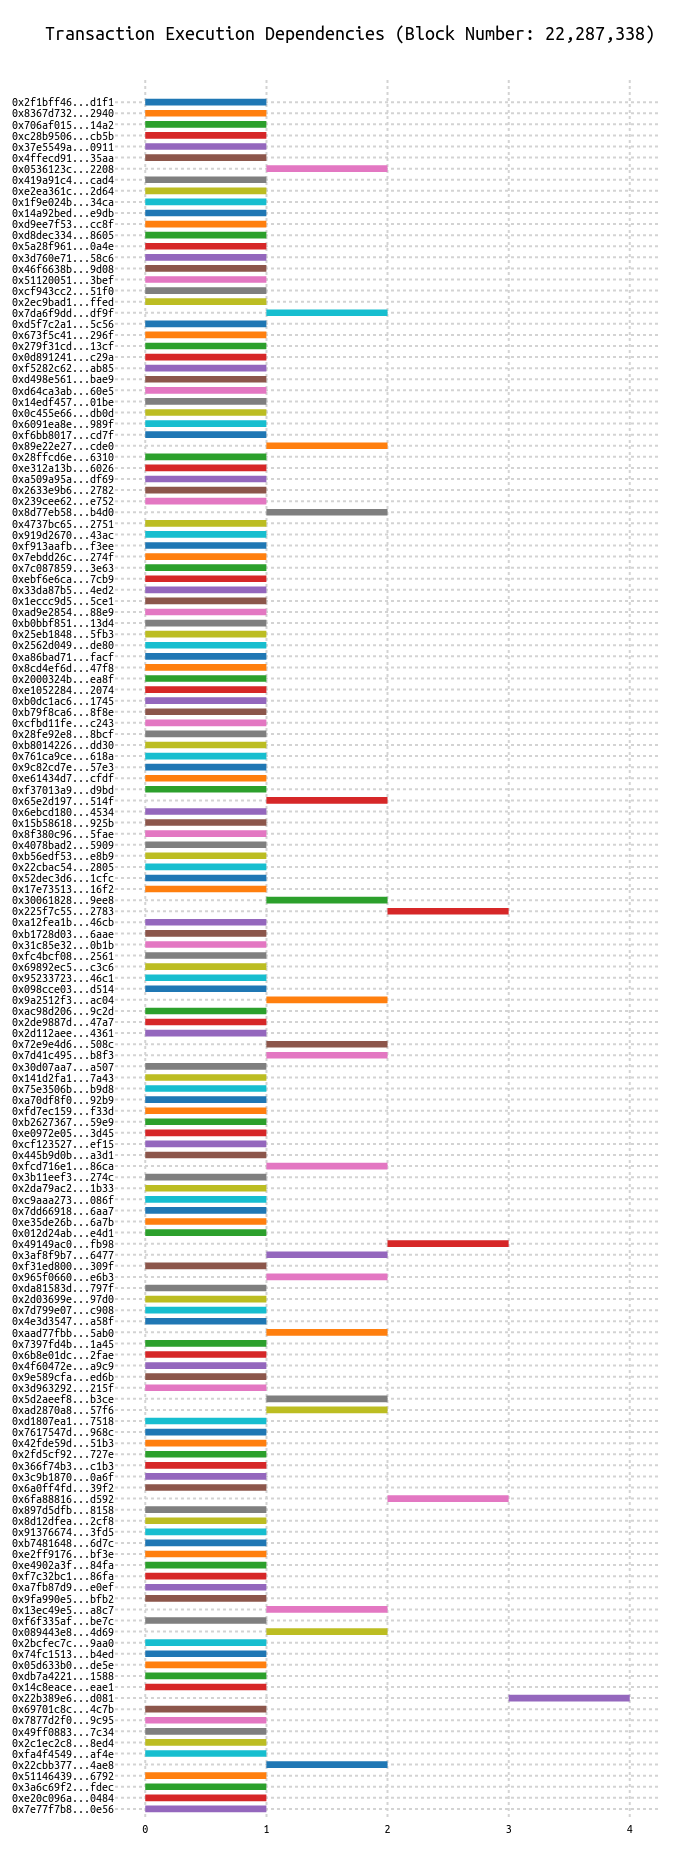 Transaction Execution Dependencies (Block Number: 22,287,338)
0x2f1bff46...d1f1
0x8367d732...2940
0x706af015...14a2
0xc28b9506...cb5b
0x37e5549a...0911
0x4ffecd91...35aa
0x0536123c...2208
0x419a91c4...cad4
0xe2ea361c...2d64
0x1f9e024b...34ca
0x14a92bed...e9db
0xd9ee7f53...cc8f
0xd8dec334...8605
0x5a28f961...0a4e
0x3d760e71...58c6
0x46f6638b...9d08
0x51120051...3bef
0xcf943cc2...51f0
0x2ec9bad1...ffed
0x7da6f9dd...df9f
0xd5f7c2a1...5c56
0x673f5c41...296f
0x279f31cd...13cf
0x0d891241...c29a
0xf5282c62...ab85
0xd498e561...bae9
0xd64ca3ab...60e5
0x14edf457...01be
0x0c455e66...db0d
0x6091ea8e...989f
0xf6bb8017...cd7f
0x89e22e27...cde0
0x28ffcd6e...6310
0xe312a13b...6026
0xa509a95a...df69
0x2633e9b6...2782
0x239cee62...e752
0x8d77eb58...b4d0
0x4737bc65...2751
0x919d2670...43ac
0xf913aafb...f3ee
0x7ebdd26c...274f
0x7c087859...3e63
0xebf6e6ca...7cb9
0x33da87b5...4ed2
0x1eccc9d5...5ce1
0xad9e2854...88e9
0xb0bbf851...13d4
0x25eb1848...5fb3
0x2562d049...de80
0xa86bad71...facf
0x8cd4ef6d...47f8
0x2000324b...ea8f
0xe1052284...2074
0xb0dc1ac6...1745
0xb79f8ca6...8f8e
0xcfbd11fe...c243
0x28fe92e8...8bcf
0xb8014226...dd30
0x761ca9ce...618a
0x9c82cd7e...57e3
0xe61434d7...cfdf
0xf37013a9...d9bd
0x65e2d197...514f
0x6ebcd180...4534
0x15b58618...925b
0x8f380c96...5fae
0x4078bad2...5909
0xb56edf53...e8b9
0x22cbac54...2805
0x52dec3d6...1cfc
0x17e73513...16f2
0x30061828...9ee8
0x225f7c55...2783
0xa12fea1b...46cb
0xb1728d03...6aae
0x31c85e32...0b1b
0xfc4bcf08...2561
0x69892ec5...c3c6
0x95233723...46c1
0x098cce03...d514
0x9a2512f3...ac04
0xac98d206...9c2d
0x2de9887d...47a7
0x2d112aee...4361
0x72e9e4d6...508c
0x7d41c495...b8f3
0x30d07aa7...a507
0x141d2fa1...7a43
0x75e3506b...b9d8
0xa70df8f0...92b9
0xfd7ec159...f33d
0xb2627367...59e9
0xe0972e05...3d45
0xcf123527...ef15
0x445b9d0b...a3d1
0xfcd716e1...86ca
0x3b11eef3...274c
0x2da79ac2...1b33
0xc9aaa273...086f
0x7dd66918...6aa7
0xe35de26b...6a7b
0x012d24ab...e4d1
0x49149ac0...fb98
0x3af8f9b7...6477
0xf31ed800...309f
0x965f0660...e6b3
0xda81583d...797f
0x2d03699e...97d0
0x7d799e07...c908
0x4e3d3547...a58f
0xaad77fbb...5ab0
0x7397fd4b...1a45
0x6b8e01dc...2fae
0x4f60472e...a9c9
0x9e589cfa...ed6b
0x3d963292...215f
0x5d2aeef8...b3ce
0xad2870a8...57f6
0xd1807ea1...7518
0x7617547d...968c
0x42fde59d...51b3
0x2fd5cf92...727e
0x366f74b3...c1b3
0x3c9b1870...0a6f
0x6a0ff4fd...39f2
0x6fa88816...d592
0x897d5dfb...8158
0x8d12dfea...2cf8
0x91376674...3fd5
0xb7481648...6d7c
0xe2ff9176...bf3e
0xe4902a3f...84fa
0xf7c32bc1...86fa
0xa7fb87d9...e0ef
0x9fa990e5...bfb2
0x13ec49e5...a8c7
0xf6f335af...be7c
0x089443e8...4d69
0x2bcfec7c...9aa0
0x74fc1513...b4ed
0x05d633b0...de5e
0xdb7a4221...1588
0x14c8eace...eae1
0x22b389e6...d081
0x69701c8c...4c7b
0x7877d2f0...9c95
0x49ff0883...7c34
0x2c1ec2c8...8ed4
0xfa4f4549...af4e
0x22cbb377...4ae8
0x51146439...6792
0x3a6c69f2...fdec
0xe20c096a...0484
0x7e77f7b8...0e56
0 1 2 3 4